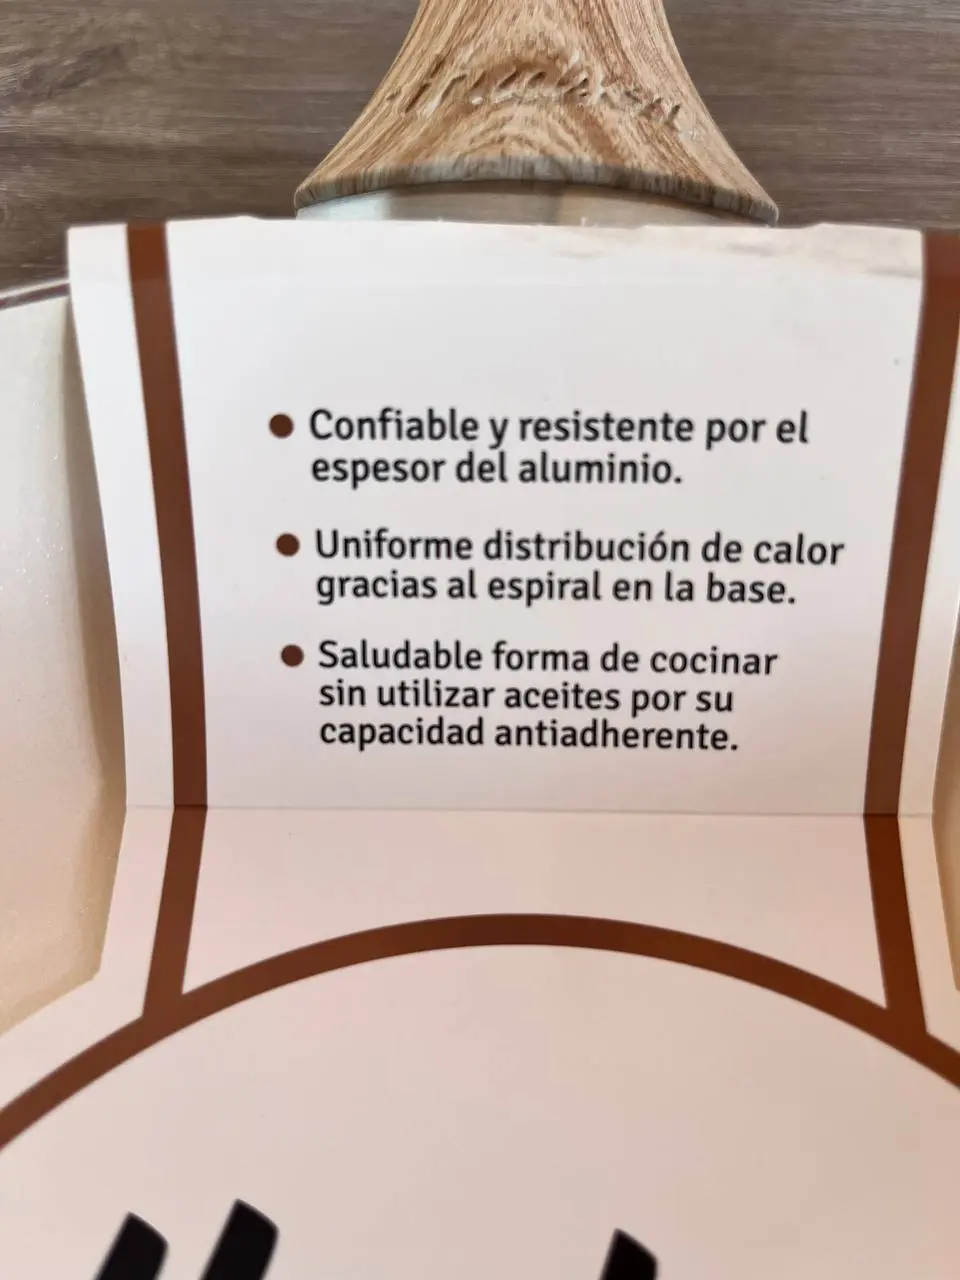 Confiable y resistente por el
espesor del aluminio.
Uniforme distribución de calor
gracias al espiral en la base.
Saludable forma de cocinar
sin utilizar aceites por su
capacidad antiadherente.